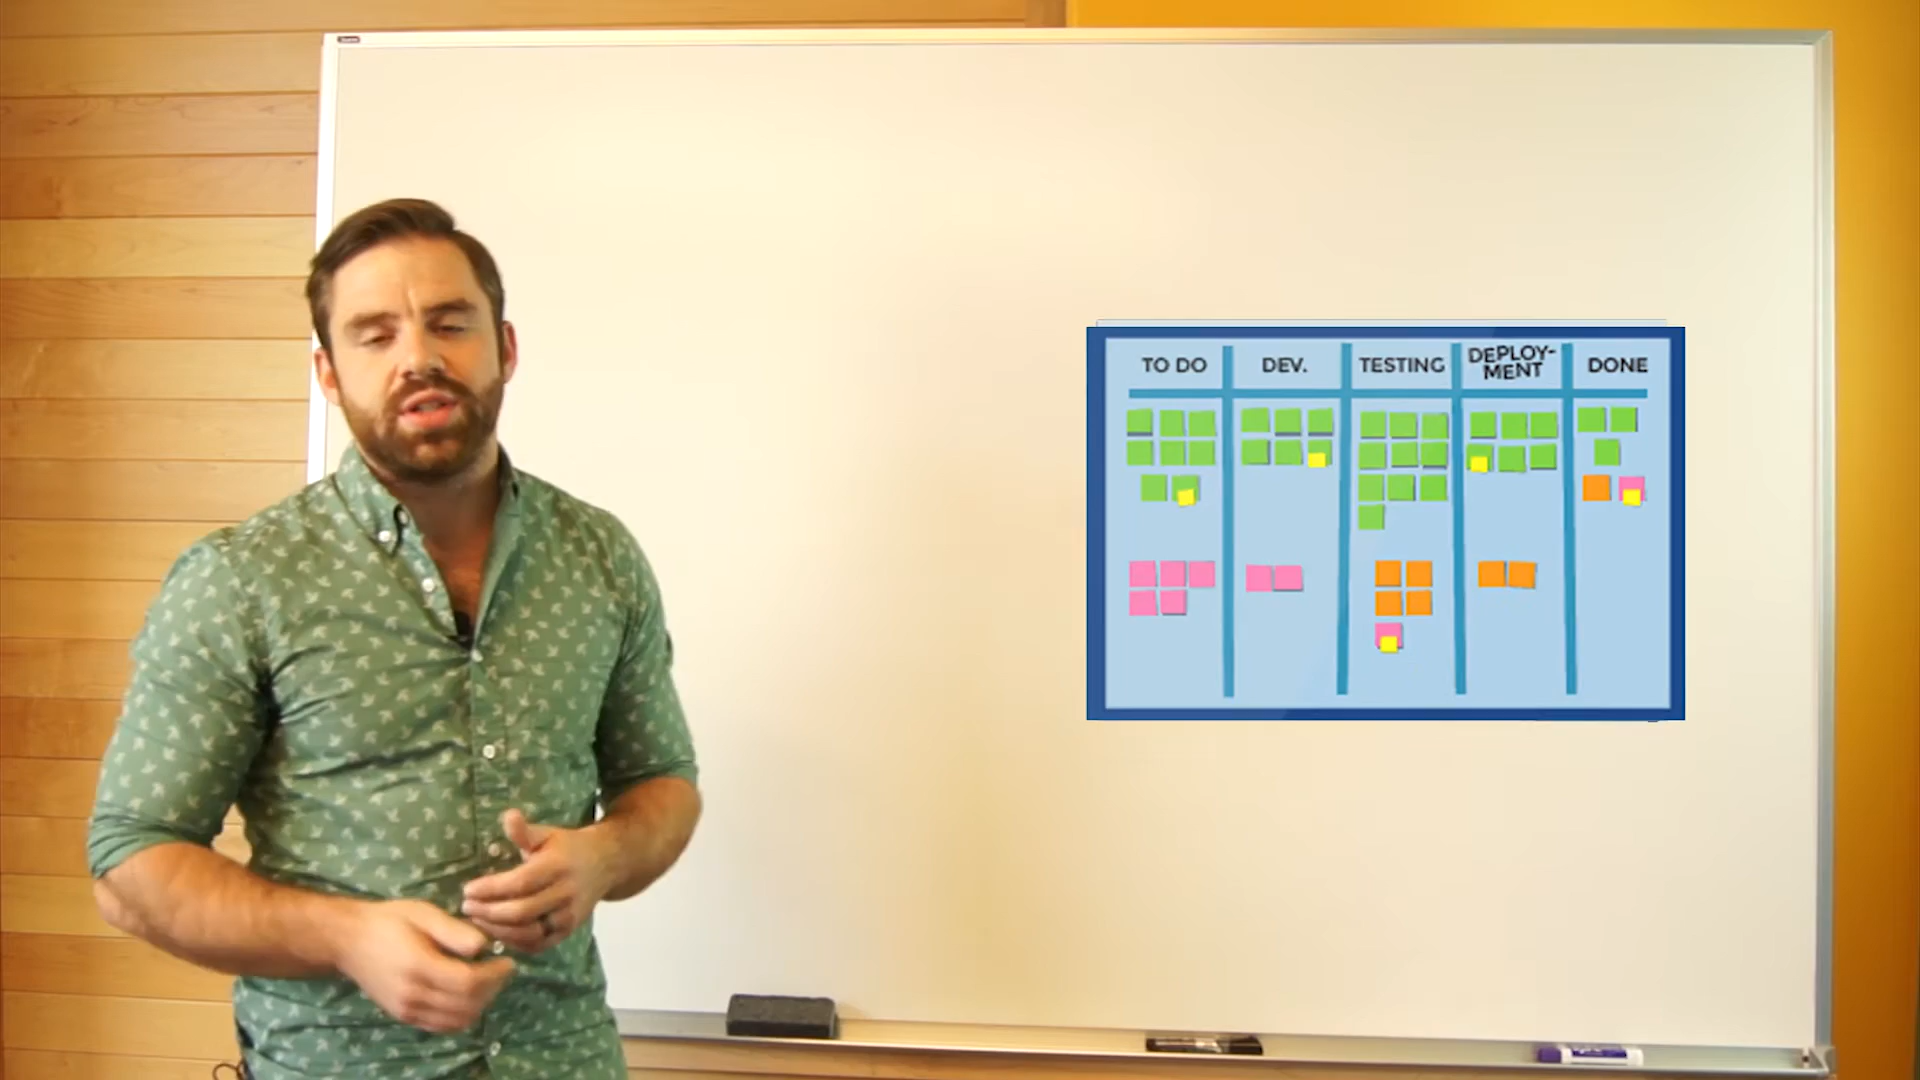 TO DO
DEV.
TESTING
DEPLOY-
MENT
DONE